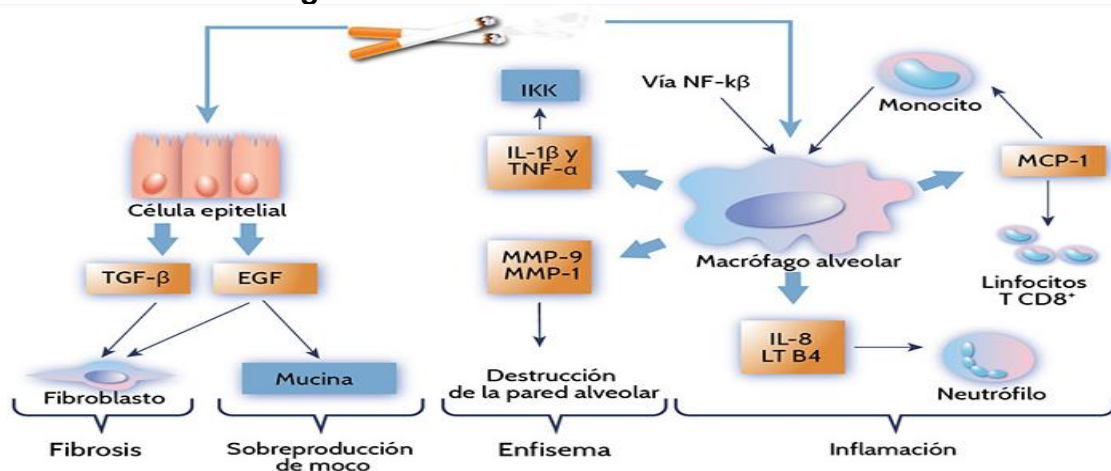 IKK
Vía NF-kβ
Monocito
IL-1β y
TNF-α
MCP-1
Célula epitelial
TGF-β
EGF
MMP-9
MMP-1
Macrófago alveolar
Linfocitos
T CD8⁺
IL-8
LT B4
Fibroblasto
Mucina
Destrucción
de la pared alveolar
Neutrófilo
Fibrosis
Sobreproducción
de moco
Enfisema
Inflamación